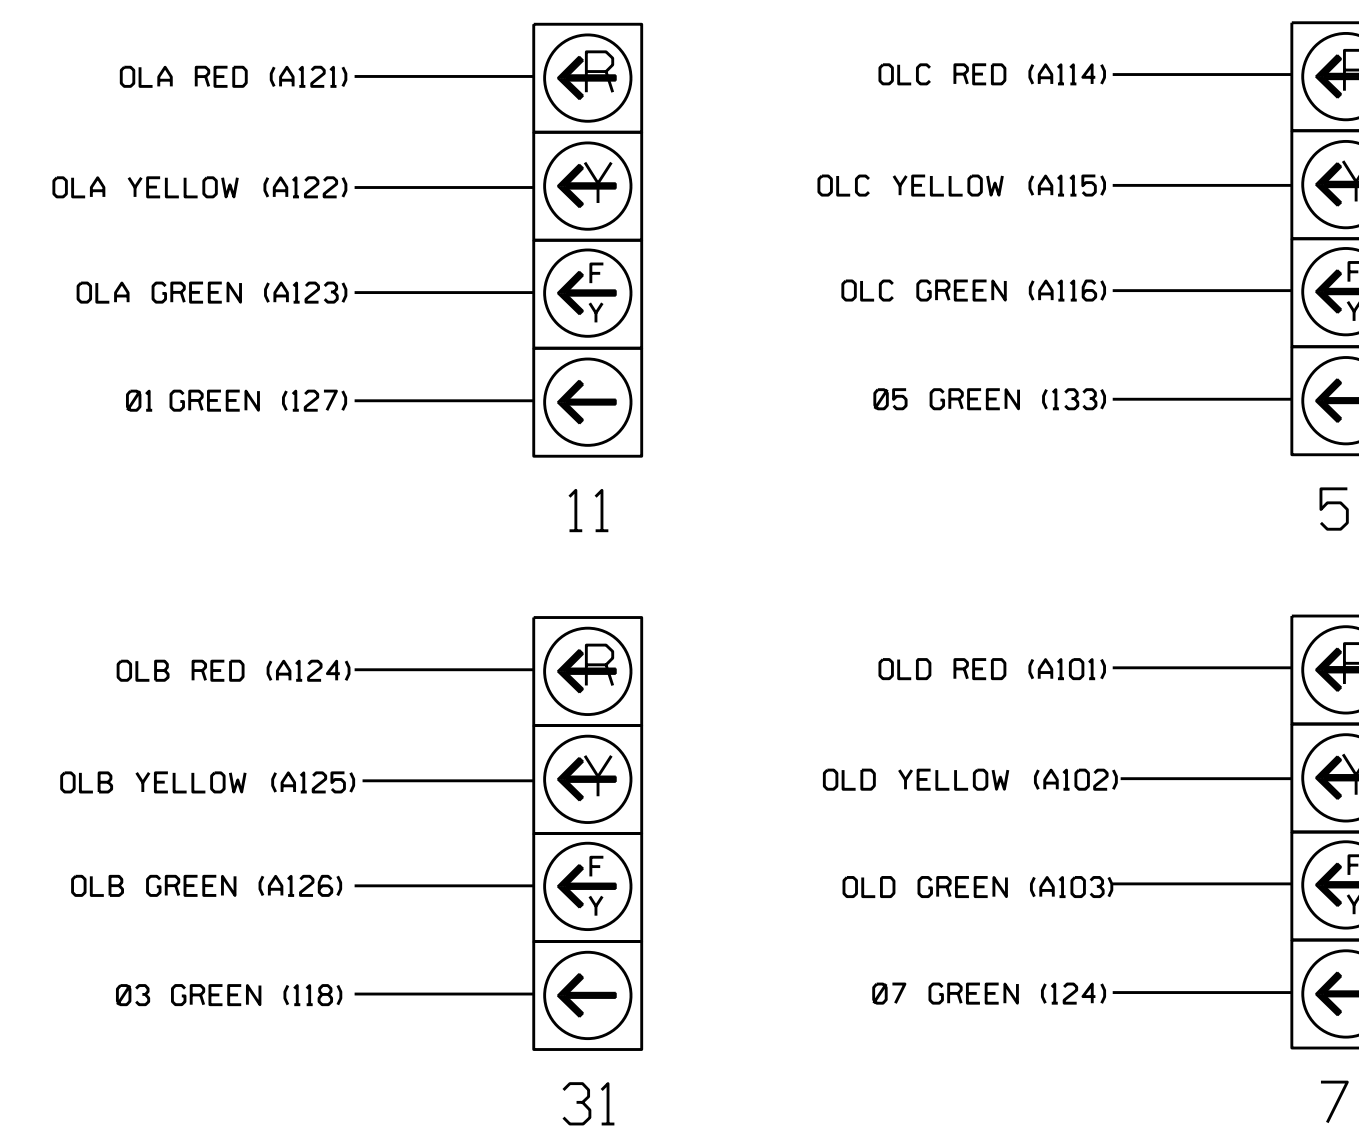 OLA RED (A121)
R
OLA YELLOW (A122)
Y
OLA GREEN (A123)
F
Y
Ø1 GREEN (127)
11
OLC RED (A114)
OLC YELLOW (A115)
OLC GREEN (A116)
F
Y
Ø5 GREEN (133)
5
OLB RED (A124)
R
OLB YELLOW (A125)
Y
OLB GREEN (A126)
F
Y
Ø3 GREEN (118)
31
OLD RED (A101)
OLD YELLOW (A102)
OLD GREEN (A103)
F
Y
Ø7 GREEN (124)
7